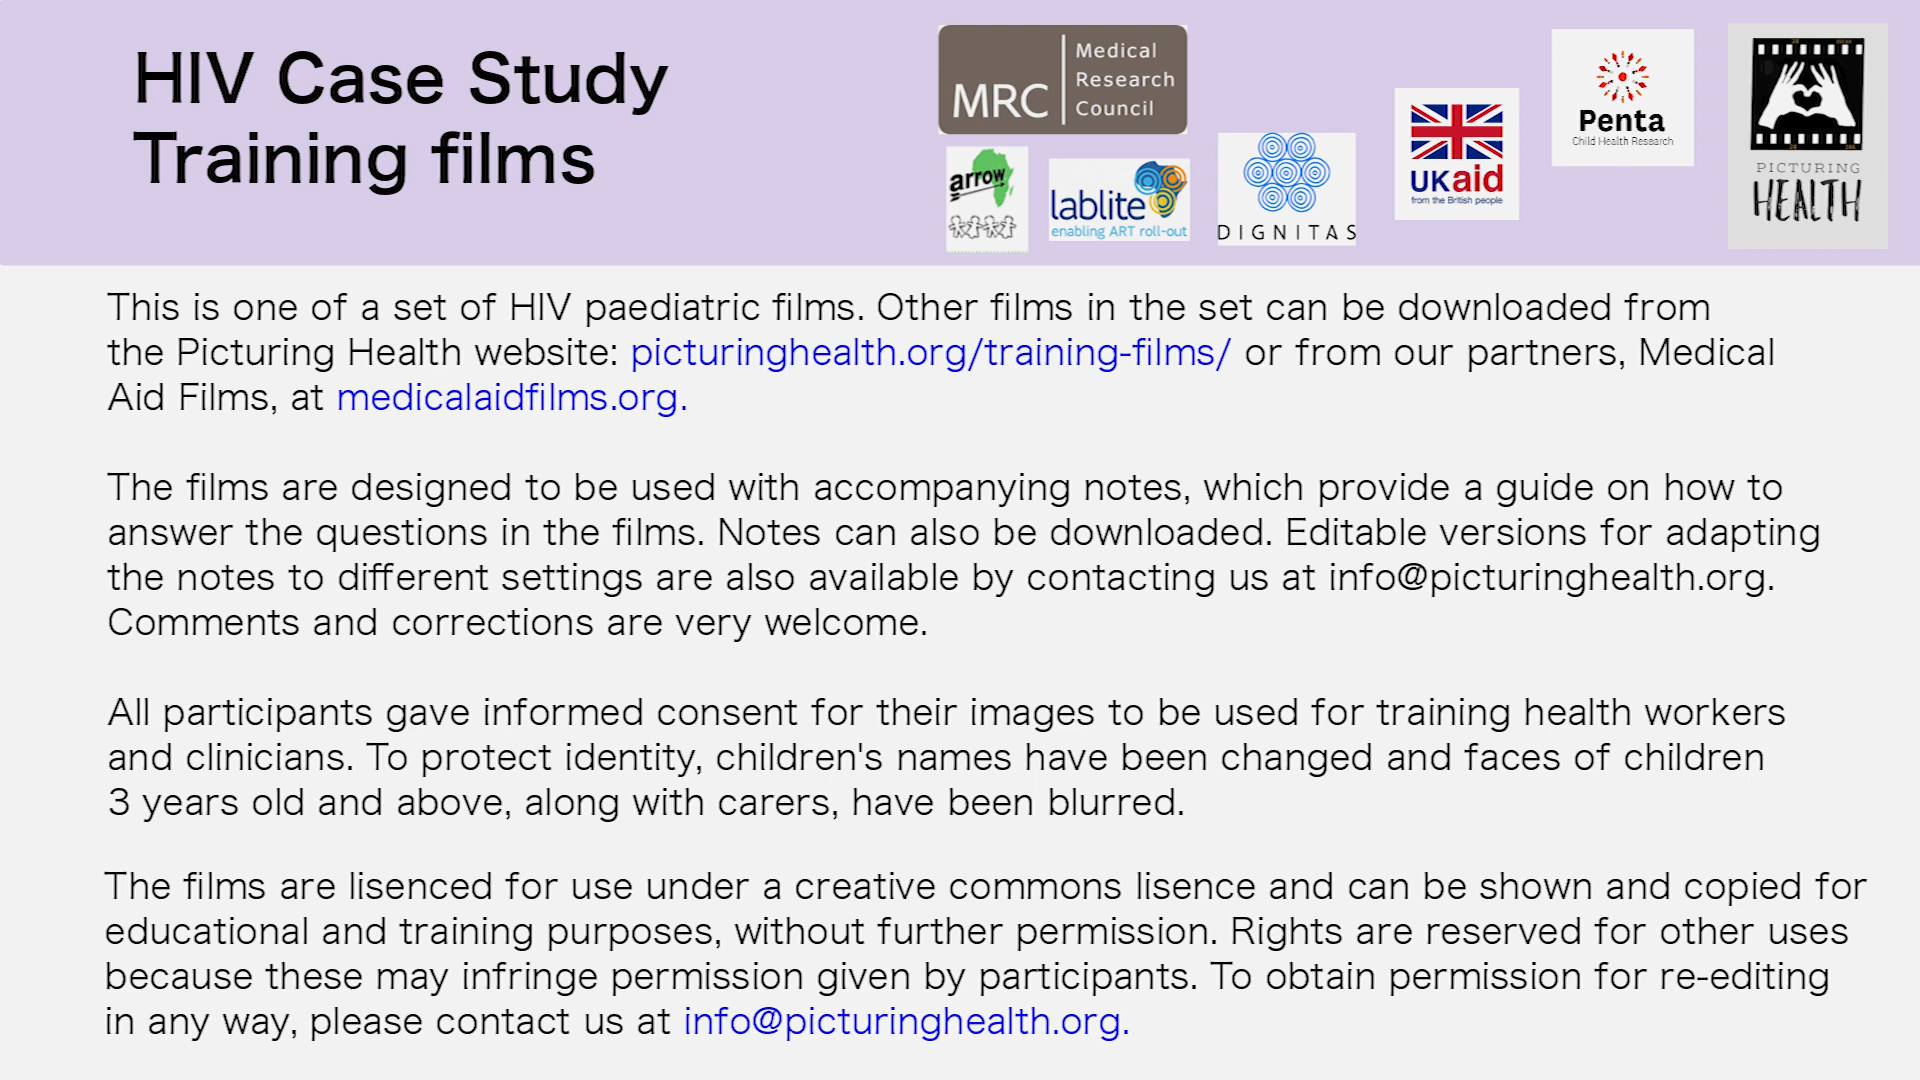 HIV Case Study
Training films
MRC
Medical
Research
Council
arrow
lablite
enabling ART roll-out
DIGNITAS
UKaid
from the British people
Penta
Child Health Research
PICTURING
HEALTH
This is one of a set of HIV paediatric films. Other films in the set can be downloaded from
the Picturing Health website: picturinghealth.org/training-films/ or from our partners, Medical
Aid Films, at medicalaidfilms.org.
The films are designed to be used with accompanying notes, which provide a guide on how to
answer the questions in the films. Notes can also be downloaded. Editable versions for adapting
the notes to different settings are also available by contacting us at info@picturinghealth.org.
Comments and corrections are very welcome.
All participants gave informed consent for their images to be used for training health workers
and clinicians. To protect identity, children's names have been changed and faces of children
3 years old and above, along with carers, have been blurred.
The films are lisenced for use under a creative commons lisence and can be shown and copied for
educational and training purposes, without further permission. Rights are reserved for other uses
because these may infringe permission given by participants. To obtain permission for re-editing
in any way, please contact us at info@picturinghealth.org.